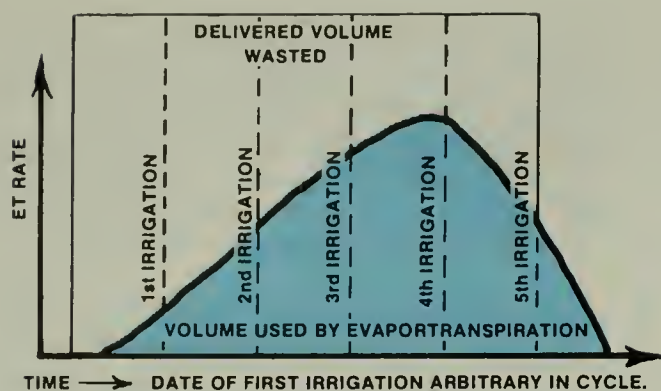 DELIVERED VOLUME
WASTED
ET RATE
1st IRRIGATION
2nd IRRIGATION
3rd IRRIGATION
4th IRRIGATION
5th IRRIGATION
VOLUME USED BY EVAPORTRANSPIRATION
TIME → DATE OF FIRST IRRIGATION ARBITRARY IN CYCLE.